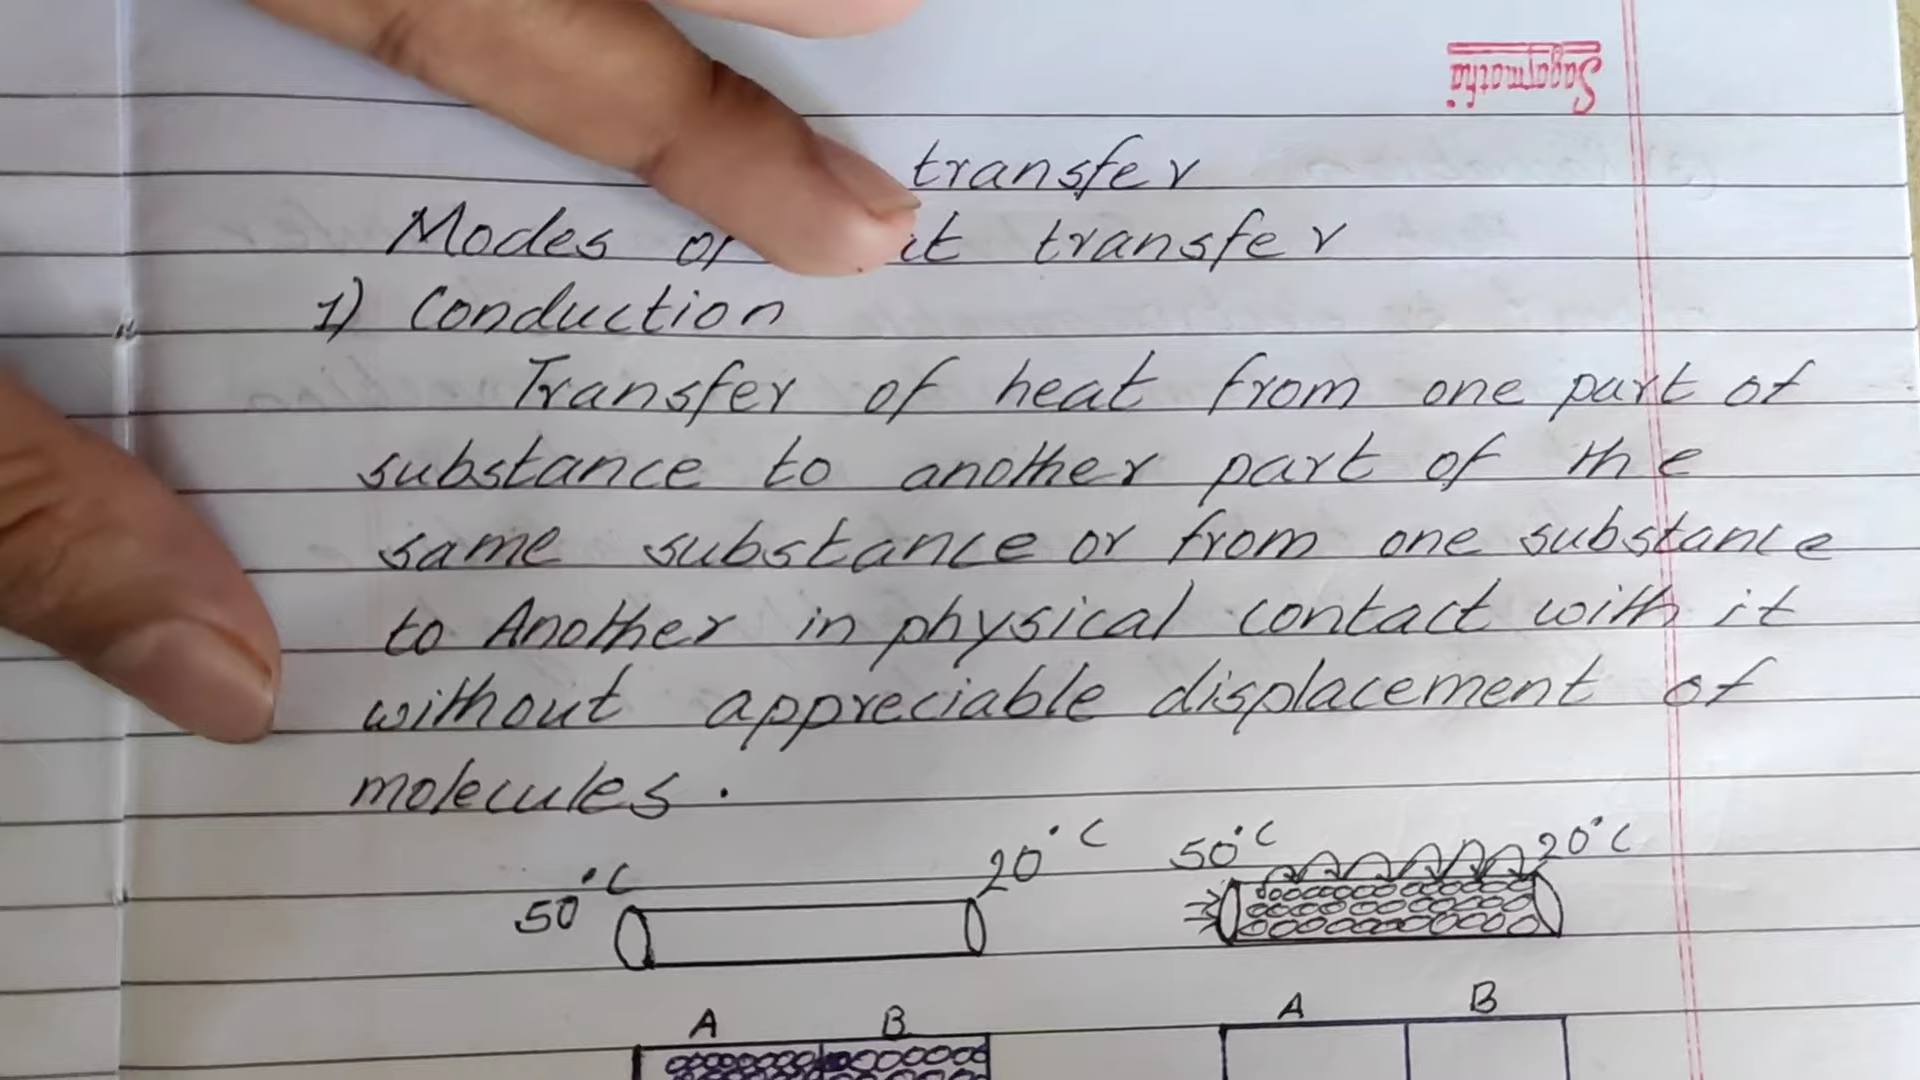 Sagarmatha
transfer
Modes of transfer
1) Conduction
Transfer of heat from one part of
substance to another part of the
same substance or from one substance
to Another in physical contact with it
without appreciable displacement of
molecules.
50°C 20°C 50°C 20°C
A B A B